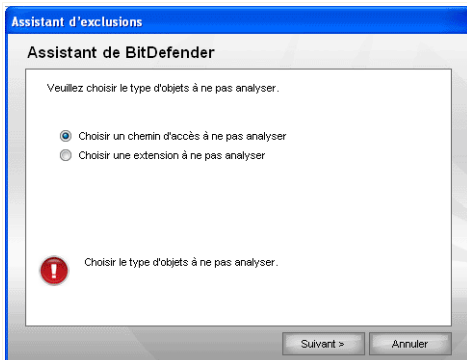 Assistant d'exclusions
Assistant de BitDefender
Veuillez choisir le type d'objets à ne pas analyser.
Choisir un chemin d'accès à ne pas analyser
Choisir une extension à ne pas analyser
Choisir le type d'objets à ne pas analyser.
Suivant >
Annuler